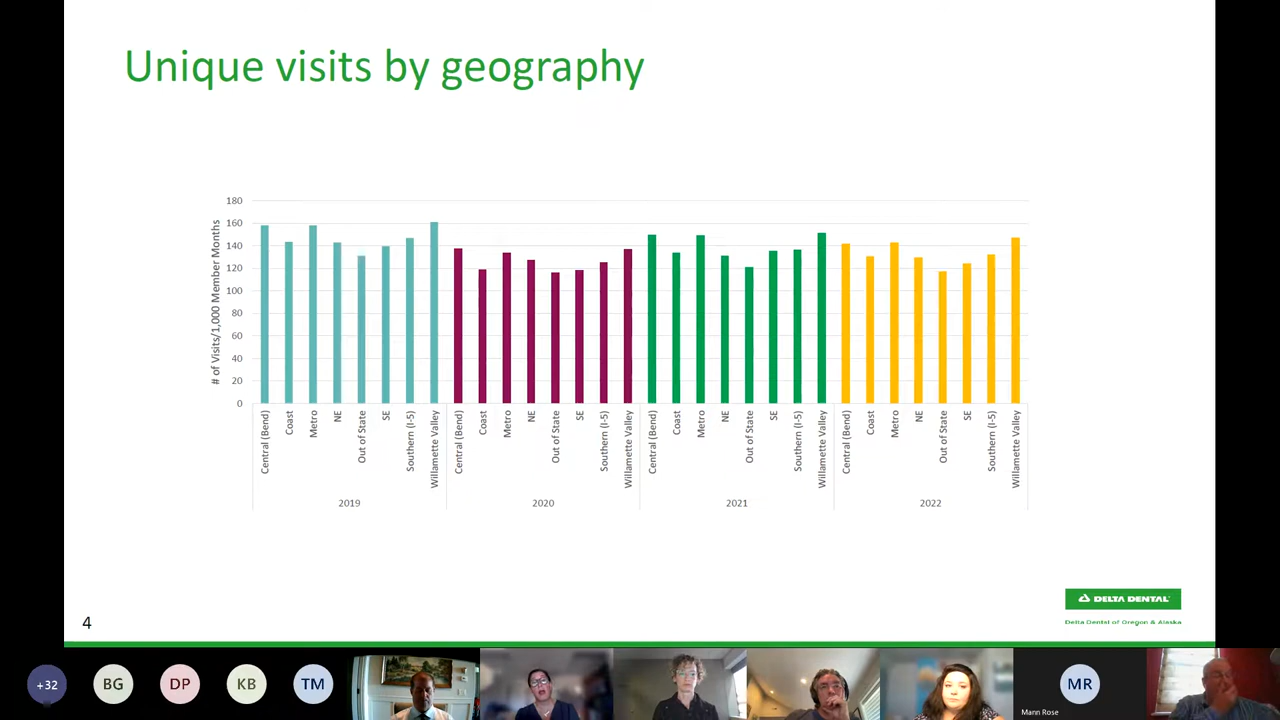 Unique visits by geography
# of Visits/1,000 Member Months
180
160
140
120
100
80
60
40
20
0
Central (Bend)
Coast
Metro
NE
Out of State
SE
Southern (I-5)
Willamette Valley
Central (Bend)
Coast
Metro
NE
Out of State
SE
Southern (I-5)
Willamette Valley
Central (Bend)
Coast
Metro
NE
Out of State
SE
Southern (I-5)
Willamette Valley
Central (Bend)
Coast
Metro
NE
Out of State
SE
Southern (I-5)
Willamette Valley
2019
2020
2021
2022
4
DELTA DENTAL
Delta Dental of Oregon & Alaska
+32
BG
DP
KB
TM
MR
Mann Rose